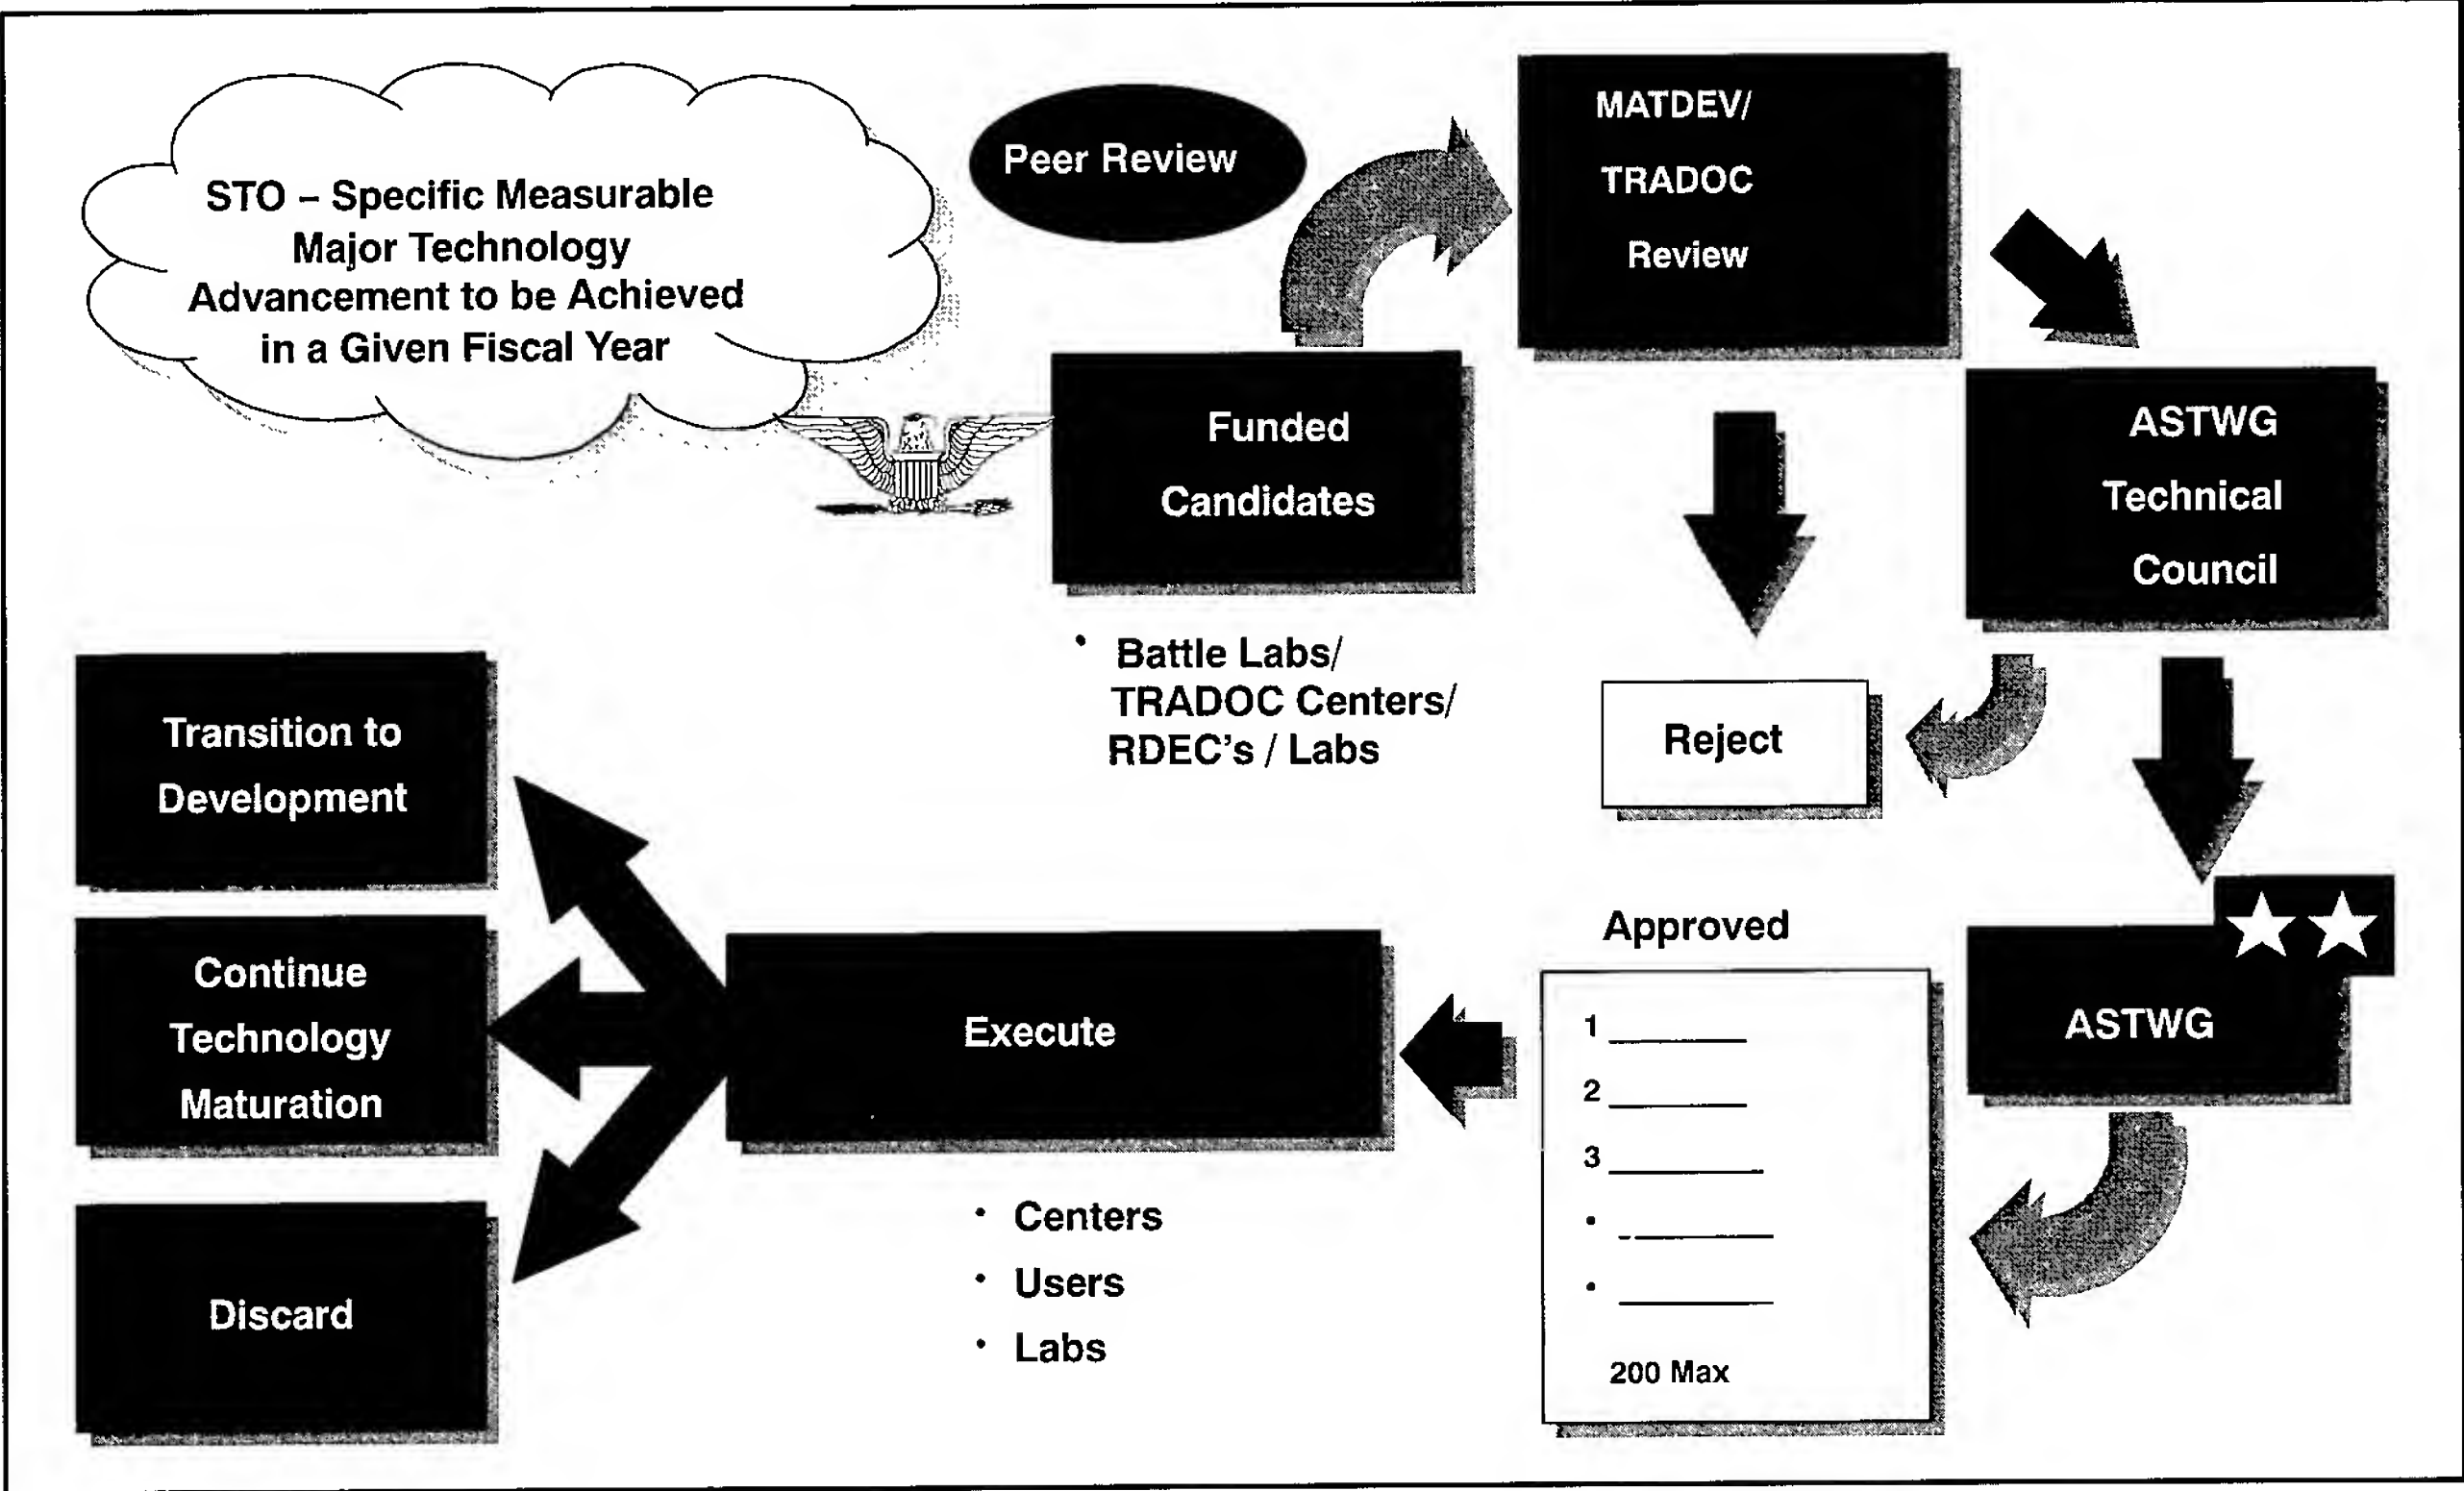 STO – Specific Measurable
Major Technology
Advancement to be Achieved
in a Given Fiscal Year
Peer Review
MATDEV/
TRADOC
Review
Funded
Candidates
• Battle Labs/
TRADOC Centers/
RDEC's / Labs
ASTWG
Technical
Council
Reject
Transition to
Development
Continue
Technology
Maturation
Discard
Execute
• Centers
• Users
• Labs
Approved
1
2
3
•
•
200 Max
ASTWG